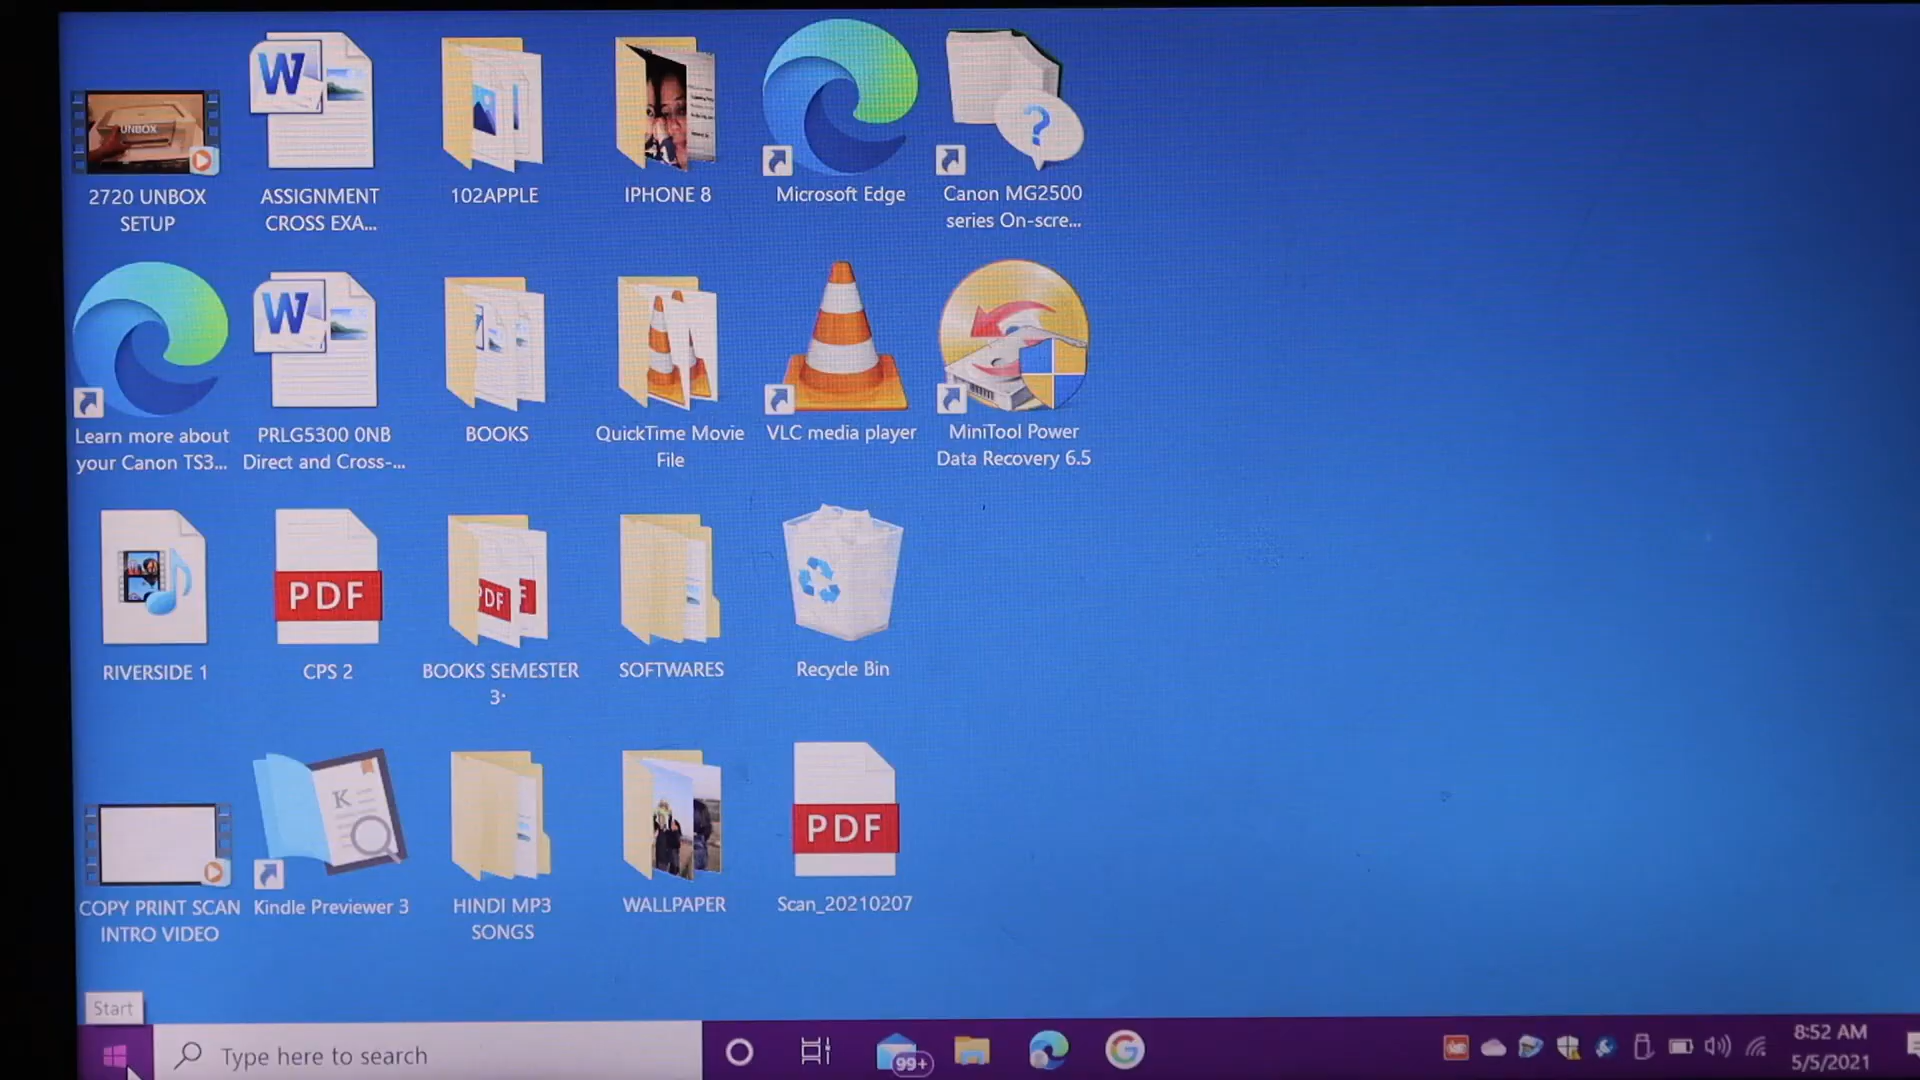 UNBOX
2720 UNBOX
SETUP
W
ASSIGNMENT
CROSS EXA...
102APPLE
IPHONE 8
Microsoft Edge
?
Canon MG2500
series On-scre...
Learn more about
your Canon TS3...
W
PRLG5300 0NB
Direct and Cross-...
BOOKS
QuickTime Movie
File
VLC media player
MiniTool Power
Data Recovery 6.5
RIVERSIDE 1
PDF
CPS 2
PDF
BOOKS SEMESTER
3·
SOFTWARES
Recycle Bin
COPY PRINT SCAN
INTRO VIDEO
K
Kindle Previewer 3
HINDI MP3
SONGS
WALLPAPER
PDF
Scan_20210207
Start
Type here to search
99+
G
8:52 AM
5/5/2021